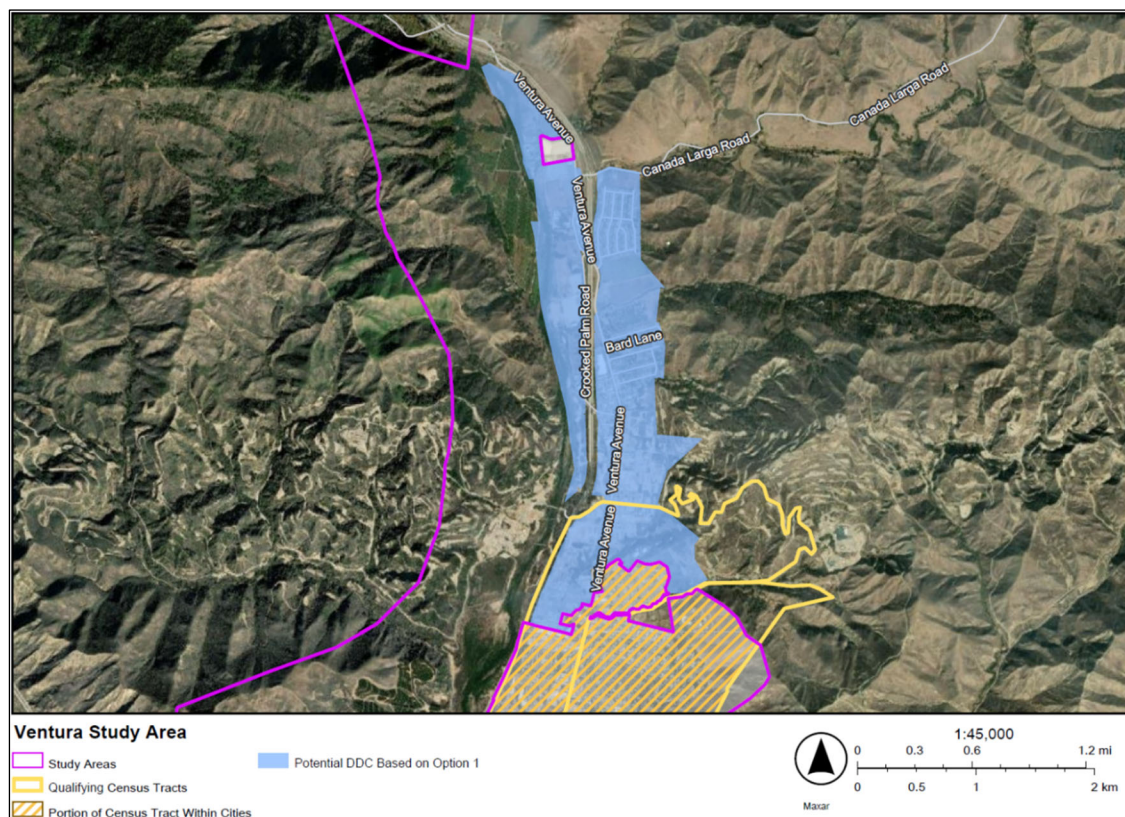 Ventura Avenue
Canada Larga Road
Canada Larga Road
Ventura Avenue
Crooked Palm Road
Bard Lane
Ventura Avenue
Ventura Avenue
Ventura Study Area
Study Areas
Potential DDC Based on Option 1
Qualifying Census Tracts
Portion of Census Tract Within Cities
1:45,000
0 0.3 0.6 1.2 mi
0 0.5 1 2 km
Maxar